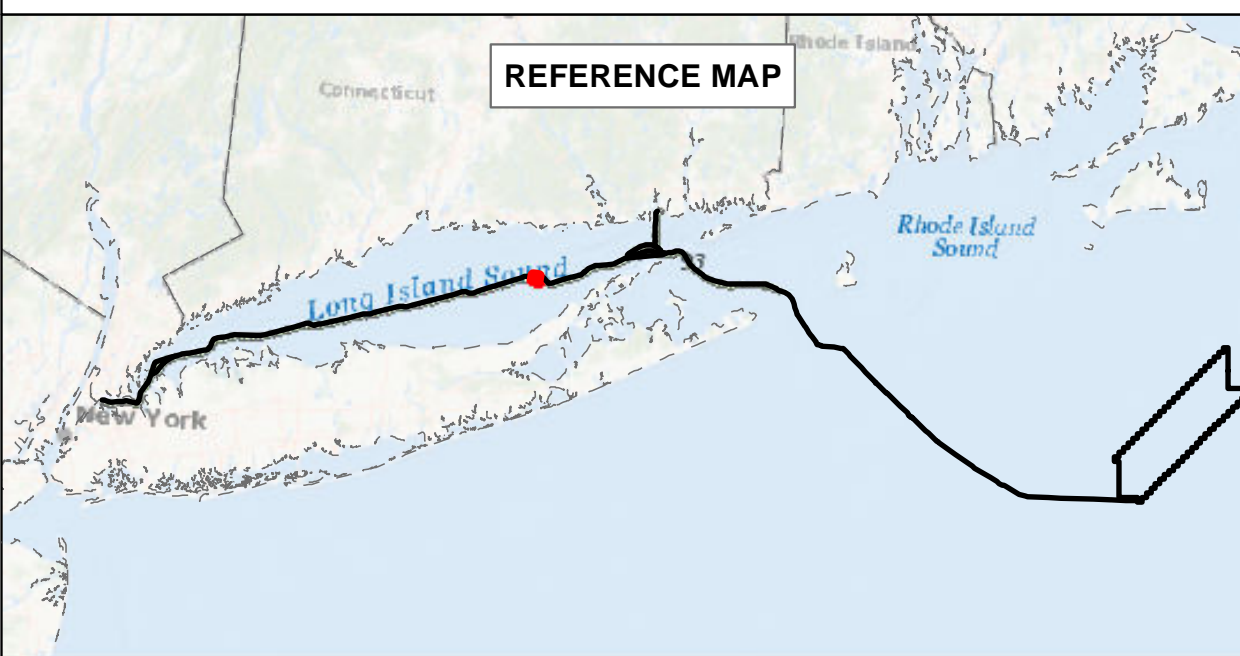 Rhode Island
REFERENCE MAP
Connecticut
Rhode Island
Sound
Long Island Sound
New York